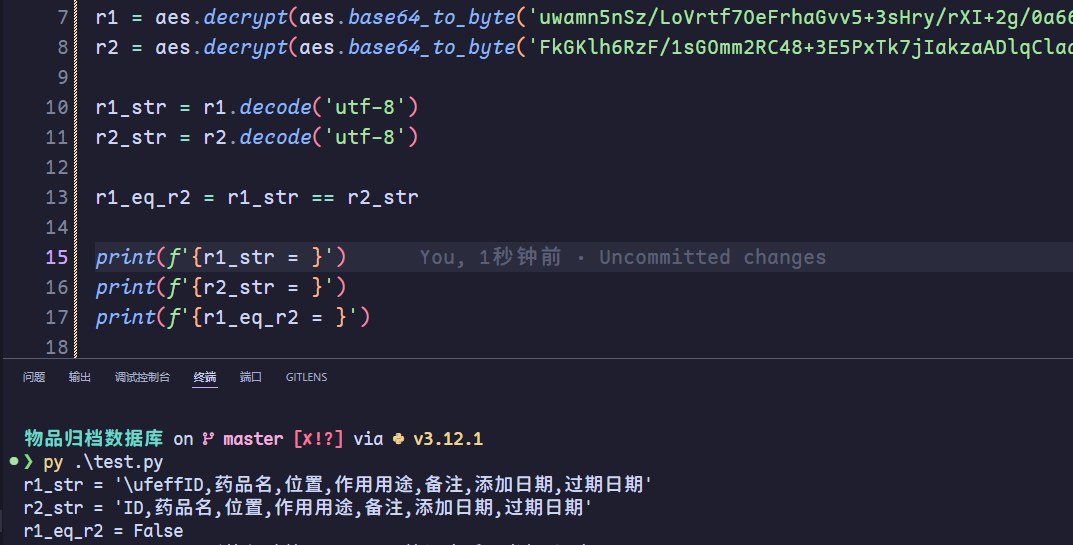 7 r1 = aes.decrypt(aes.base64_to_byte('uwamn5nSz/LoVrtf7OeFrhaGvv5+3sHry/rXI+2g/0a66
8 r2 = aes.decrypt(aes.base64_to_byte('FkGKlh6RzF/1sGOmm2RC48+3E5PxTk7jIakzaADlqClad
9
10 r1_str = r1.decode('utf-8')
11 r2_str = r2.decode('utf-8')
12
13 r1_eq_r2 = r1_str == r2_str
14
15 print(f'{r1_str = }') You, 1秒钟前 • Uncommitted changes
16 print(f'{r2_str = }')
17 print(f'{r1_eq_r2 = }')
18
问题 输出 调试控制台 终端 端口 GITLENS
物品归档数据库 on master [✘!?] via v3.12.1
❯ py .\test.py
r1_str = '\ufeffID,药品名,位置,作用用途,备注,添加日期,过期日期'
r2_str = 'ID,药品名,位置,作用用途,备注,添加日期,过期日期'
r1_eq_r2 = False